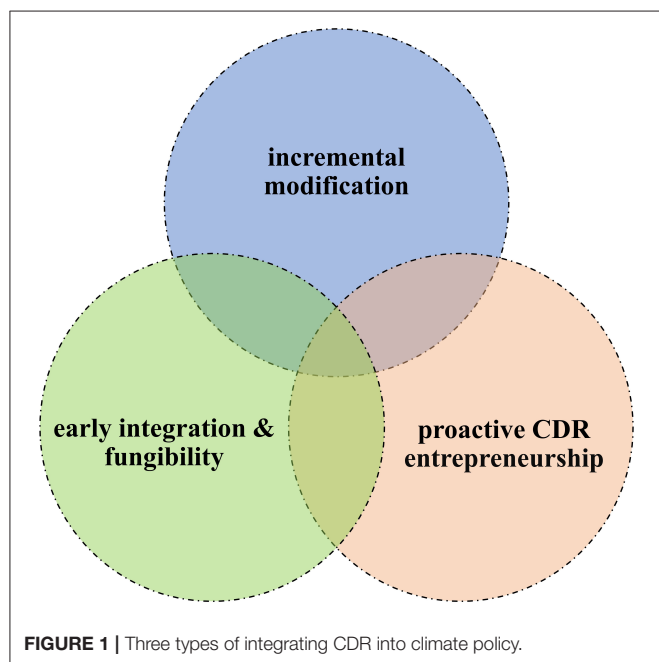 incremental
modification
early integration &
fungibility
proactive CDR
entrepreneurship
FIGURE 1 | Three types of integrating CDR into climate policy.